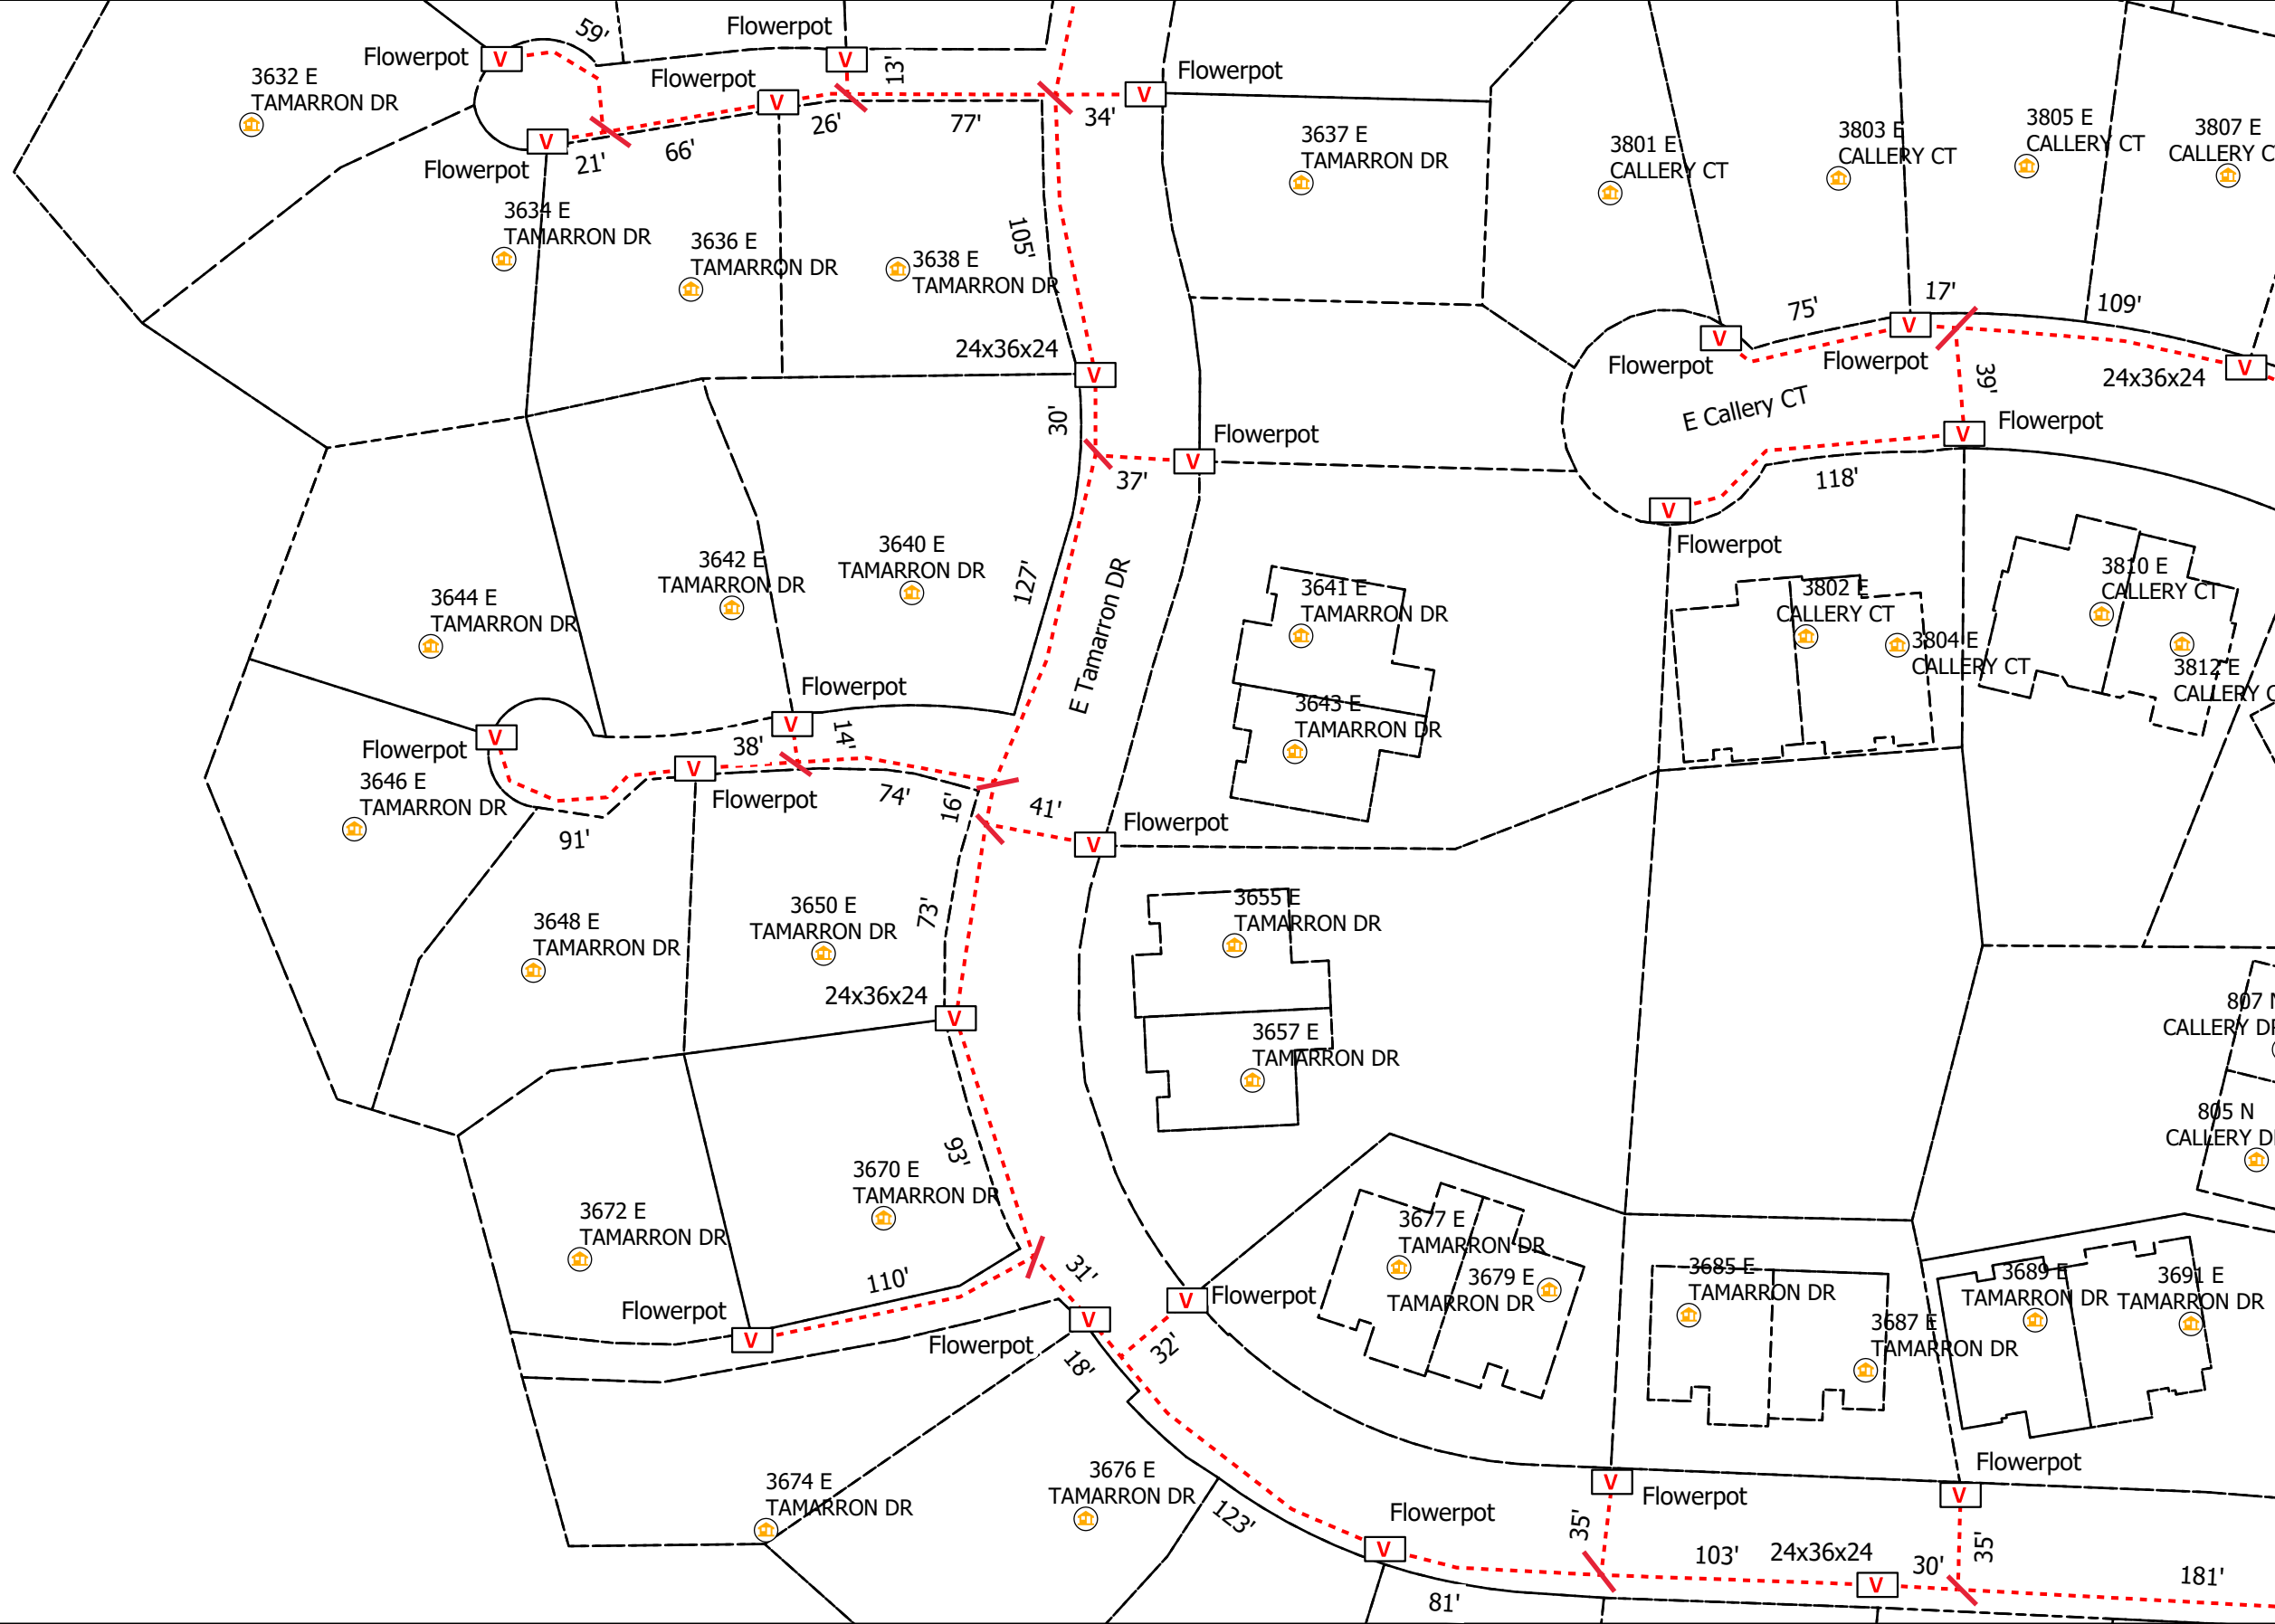 59'
Flowerpot
Flowerpot
13'
Flowerpot
Flowerpot
3632 E
TAMARRON DR
V
V
V
V
V
Flowerpot
21'
66'
26'
77'
34'
3637 E
TAMARRON DR
3801 E
CALLERY CT
3803 E
CALLERY CT
3805 E
CALLERY CT
3807 E
CALLERY C
3634 E
TAMARRON DR
3636 E
TAMARRON DR
3638 E
TAMARRON DR
105'
24x36x24
V
75'
17'
109'
V
V
V
Flowerpot
Flowerpot
39'
24x36x24
30'
Flowerpot
V
37'
E Callery CT
Flowerpot
V
118'
V
Flowerpot
3644 E
TAMARRON DR
3642 E
TAMARRON DR
3640 E
TAMARRON DR
127'
E Tamarron DR
3641 E
TAMARRON DR
3643 E
TAMARRON DR
3802 E
CALLERY CT
3804 E
CALLERY CT
3810 E
CALLERY CT
3812 E
CALLERY C
Flowerpot
V
14'
Flowerpot
V
38'
V
Flowerpot
3646 E
TAMARRON DR
91'
74'
16'
41'
Flowerpot
V
3648 E
TAMARRON DR
3650 E
TAMARRON DR
73'
24x36x24
V
3655 E
TAMARRON DR
3657 E
TAMARRON DR
807 N
CALLERY DR
805 N
CALLERY D
93'
3670 E
TAMARRON DR
3672 E
TAMARRON DR
110'
31'
Flowerpot
V
Flowerpot
V
V
Flowerpot
18'
32'
3677 E
TAMARRON DR
3679 E
TAMARRON DR
3685 E
TAMARRON DR
3687 E
TAMARRON DR
3689 E
TAMARRON DR
3691 E
TAMARRON DR
3674 E
TAMARRON DR
3676 E
TAMARRON DR
123'
Flowerpot
V
V
Flowerpot
Flowerpot
V
35'
103'
24x36x24
V
30'
35'
181'
81'